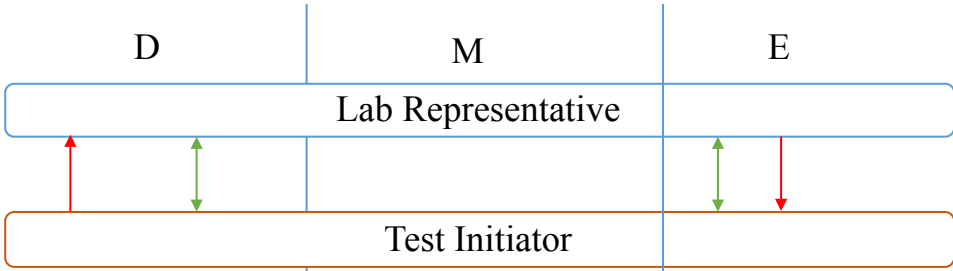 D M E
Lab Representative
Test Initiator